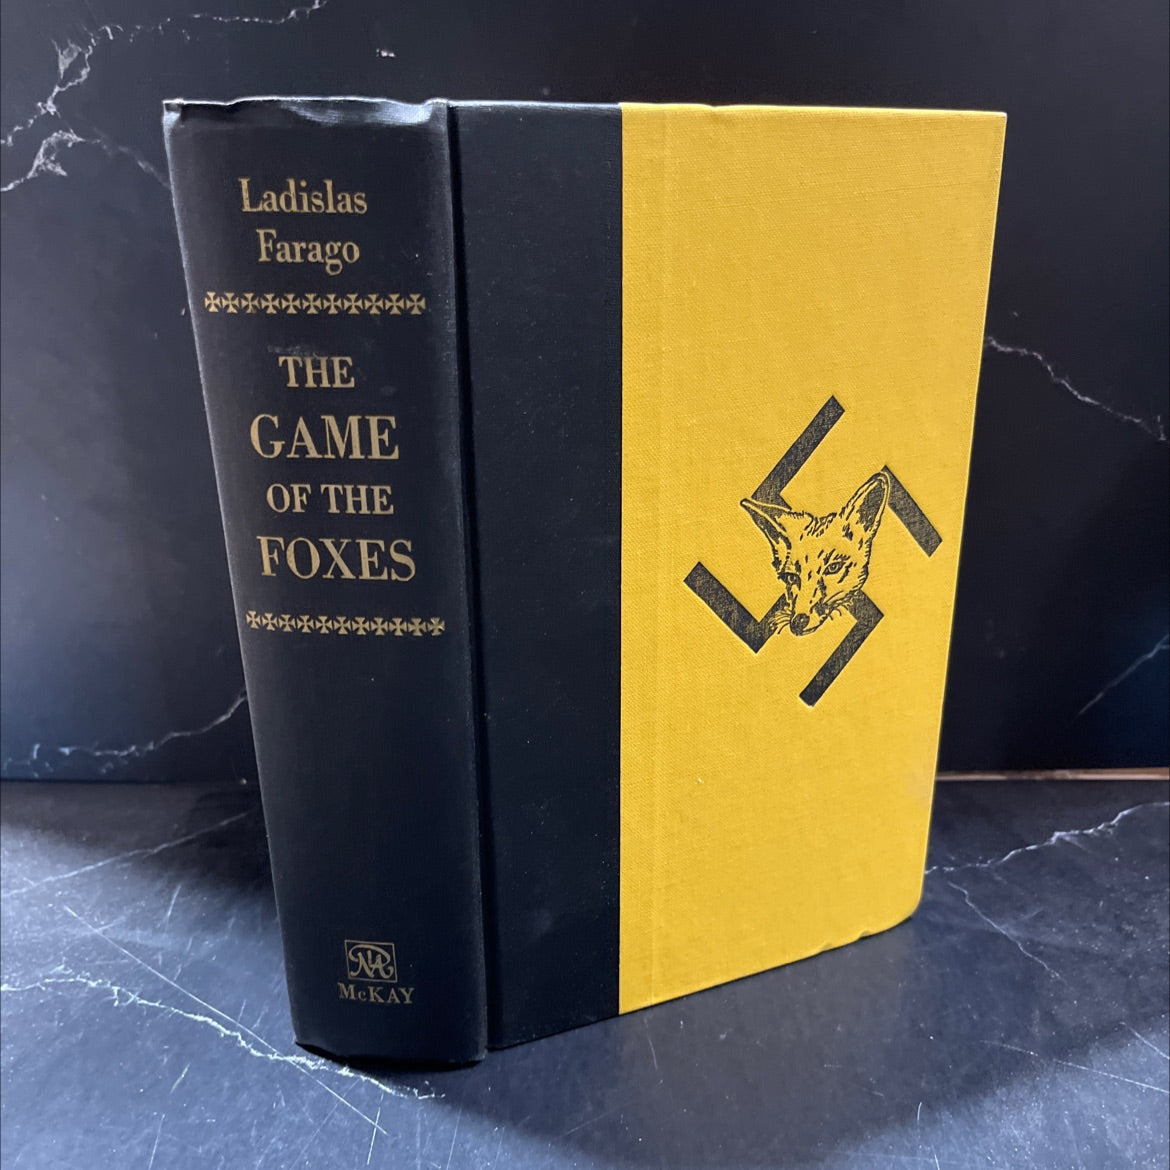 Ladislas
Farago
THE
GAME
OF THE
FOXES
McKAY